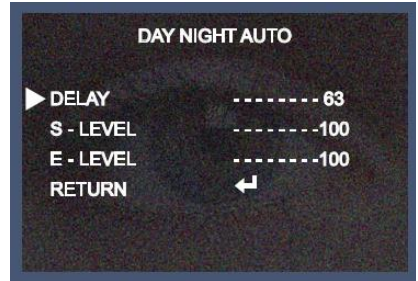 DAY NIGHT AUTO
DELAY - - - - - - - - 63
S - LEVEL - - - - - - - -100
E - LEVEL - - - - - - - -100
RETURN ↵